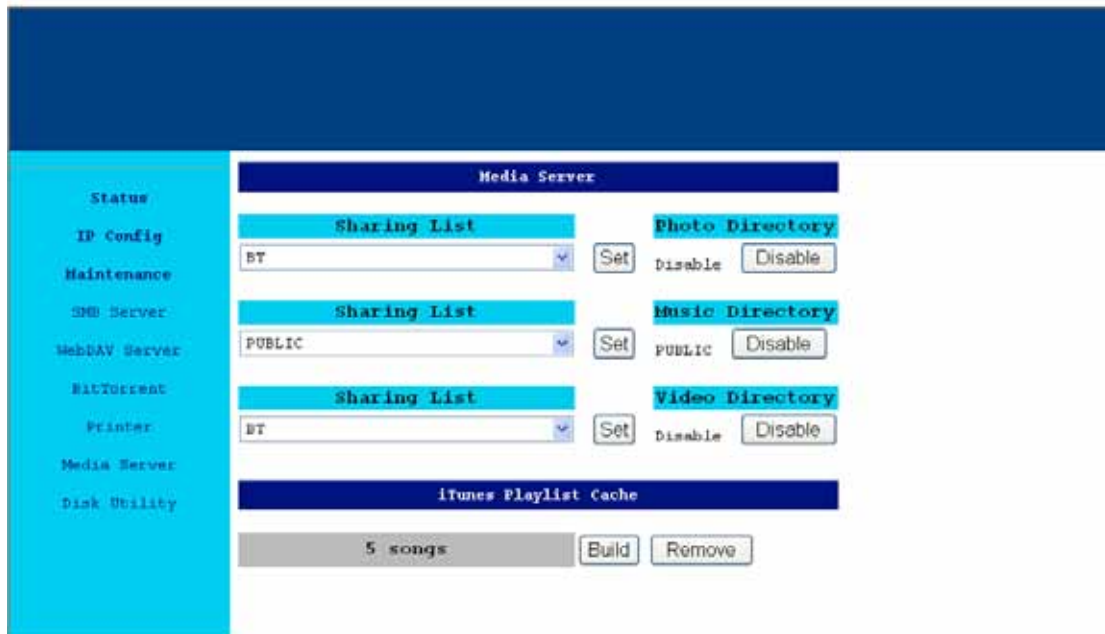 Media Server
Status
IP Config
Maintenance
SMB Server
WebDAV Server
BitTorrent
Printer
Media Server
Disk Utility
Sharing List Photo Directory
BT Set Disable Disable
Sharing List Music Directory
PUBLIC Set PUBLIC Disable
Sharing List Video Directory
BT Set Disable Disable
iTunes Playlist Cache
5 songs Build Remove